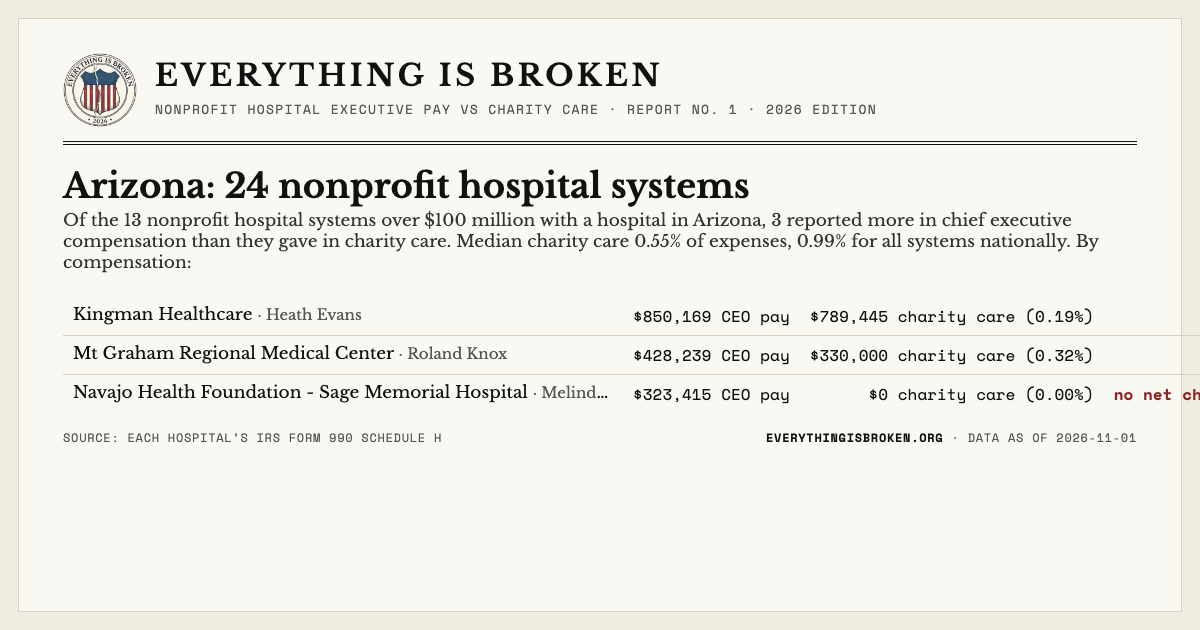 EVERYTHING IS BROKEN
· 2026 ·
EVERYTHING IS BROKEN
NONPROFIT HOSPITAL EXECUTIVE PAY VS CHARITY CARE · REPORT NO. 1 · 2026 EDITION
Arizona: 24 nonprofit hospital systems
Of the 13 nonprofit hospital systems over $100 million with a hospital in Arizona, 3 reported more in chief executive
compensation than they gave in charity care. Median charity care 0.55% of expenses, 0.99% for all systems nationally. By
compensation:
Kingman Healthcare · Heath Evans $850,169 CEO pay $789,445 charity care (0.19%)
Mt Graham Regional Medical Center · Roland Knox $428,239 CEO pay $330,000 charity care (0.32%)
Navajo Health Foundation - Sage Memorial Hospital · Melind… $323,415 CEO pay $0 charity care (0.00%) no net ch
SOURCE: EACH HOSPITAL’S IRS FORM 990 SCHEDULE H
EVERYTHINGISBROKEN.ORG · DATA AS OF 2026-11-01